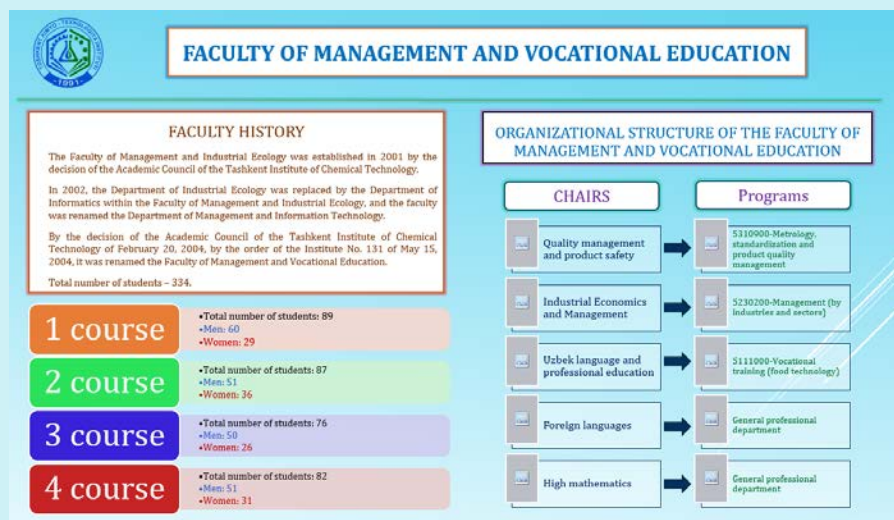 FACULTY OF MANAGEMENT AND VOCATIONAL EDUCATION
1991
FACULTY HISTORY
The Faculty of Management and Industrial Ecology was established in 2001 by the
decision of the Academic Council of the Tashkent Institute of Chemical Technology.
In 2002, the Department of Industrial Ecology was replaced by the Department of
Informatics within the Faculty of Management and Industrial Ecology, and the faculty
was renamed the Department of Management and Information Technology.
By the decision of the Academic Council of the Tashkent Institute of Chemical
Technology of February 20, 2004, by the order of the Institute No. 131 of May 15,
2004, it was renamed the Faculty of Management and Vocational Education.
Total number of students – 334.
1 course
•Total number of students: 89
•Men: 60
•Women: 29
2 course
•Total number of students: 87
•Men: 51
•Women: 36
3 course
•Total number of students: 76
•Men: 50
•Women: 26
4 course
•Total number of students: 82
•Men: 51
•Women: 31
ORGANIZATIONAL STRUCTURE OF THE FACULTY OF
MANAGEMENT AND VOCATIONAL EDUCATION
CHAIRS
Programs
Quality management
and product safety
5310900-Metrology,
standardization and
product quality
management
Industrial Economics
and Management
5230200-Management (by
industries and sectors)
Uzbek language and
professional education
5111000-Vocational
training (food technology)
Foreign languages
General professional
department
High mathematics
General professional
department